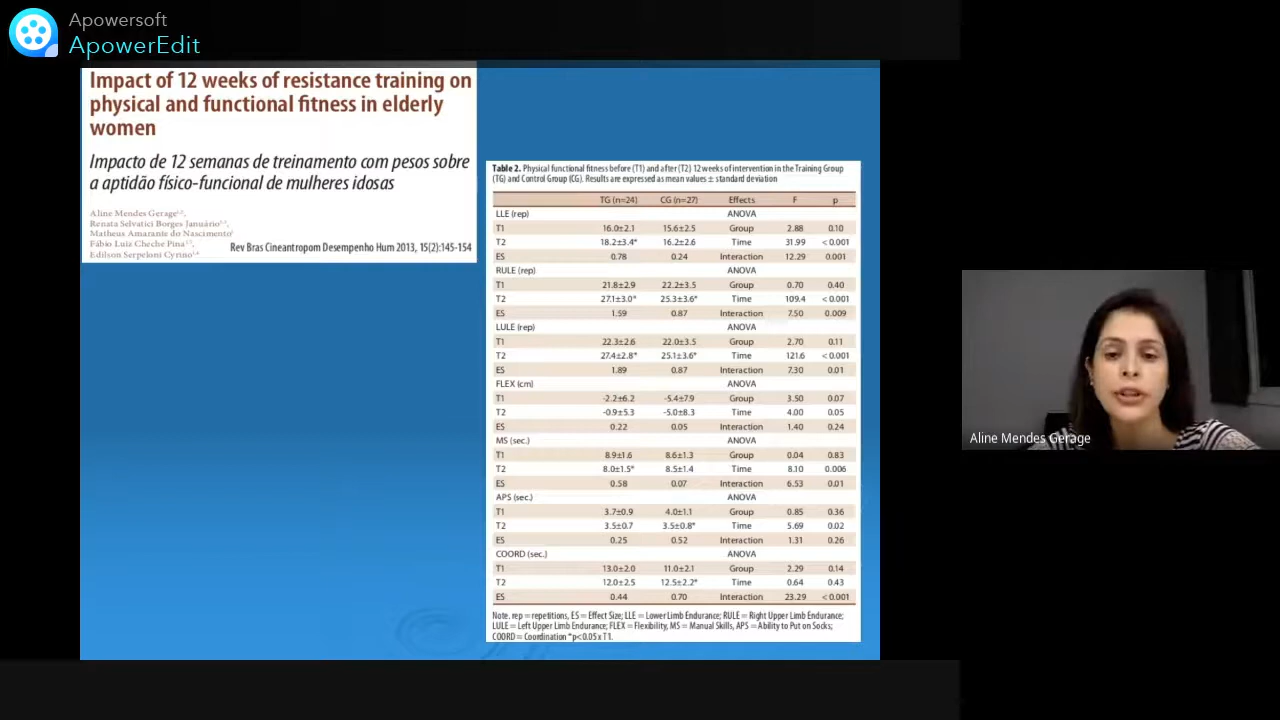 Apowersoft
ApowerEdit
Impact of 12 weeks of resistance training on
physical and functional fitness in elderly
women
Impacto de 12 semanas de treinamento com pesos sobre
a aptidão físico-funcional de mulheres idosas
Aline Mendes Gerage
Renata Selvatici Borges Januário
Matheus Amarante do Nascimento
Fábio Luiz Cheche Pina
Edilson Serpeloni Cyrino
Rev Bras Cineantropom Desempenho Hum 2013, 15(2):145-154
Table 2. Physical functional fitness before (T1) and after (T2) 12 weeks of intervention in the Training Group
(TG) and Control Group (CG). Results are expressed as mean values ± standard deviation
TG (n=24) CG (n=27) Effects F p
LLE (rep) ANOVA
T1 16.0±2.1 15.6±2.5 Group 2.88 0.10
T2 18.2±3.4* 16.2±2.6 Time 31.99 <0.001
ES 0.78 0.24 Interaction 12.29 0.001
RULE (rep) ANOVA
T1 21.8±2.9 22.2±3.5 Group 0.70 0.40
T2 27.1±3.0* 25.3±3.6* Time 109.4 <0.001
ES 1.59 0.87 Interaction 7.50 0.009
LULE (rep) ANOVA
T1 22.3±2.6 22.0±3.5 Group 2.70 0.11
T2 27.4±2.8* 25.1±3.6* Time 121.6 <0.001
ES 1.89 0.87 Interaction 7.30 0.01
FLEX (cm) ANOVA
T1 -2.2±6.2 -5.4±7.9 Group 3.50 0.07
T2 -0.9±5.3 -5.0±8.3 Time 4.00 0.05
ES 0.22 0.05 Interaction 1.40 0.24
MS (sec.) ANOVA
T1 8.9±1.6 8.6±1.3 Group 0.04 0.83
T2 8.0±1.5* 8.5±1.4 Time 8.10 0.006
ES 0.58 0.07 Interaction 6.53 0.01
APS (sec.) ANOVA
T1 3.7±0.9 4.0±1.1 Group 0.85 0.36
T2 3.5±0.7 3.5±0.8* Time 5.69 0.02
ES 0.25 0.52 Interaction 1.31 0.26
COORD (sec.) ANOVA
T1 13.0±2.0 11.0±2.1 Group 2.29 0.14
T2 12.0±2.5 12.5±2.2* Time 0.64 0.43
ES 0.44 0.70 Interaction 23.29 <0.001
Note. rep = repetitions, ES = Effect Size; LLE = Lower Limb Endurance; RULE = Right Upper Limb Endurance;
LULE = Left Upper Limb Endurance; FLEX = Flexibility, MS = Manual Skills, APS = Ability to Put on Socks;
COORD = Coordination *p<0.05 x T1.
Aline Mendes Gerage